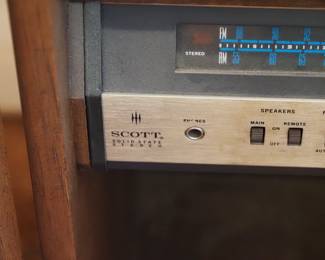 FM
STEREO
AM
SPEAKERS
PHONES
MAIN
REMOTE
ON
OFF
SCOTT
SOLID STATE
STEREO